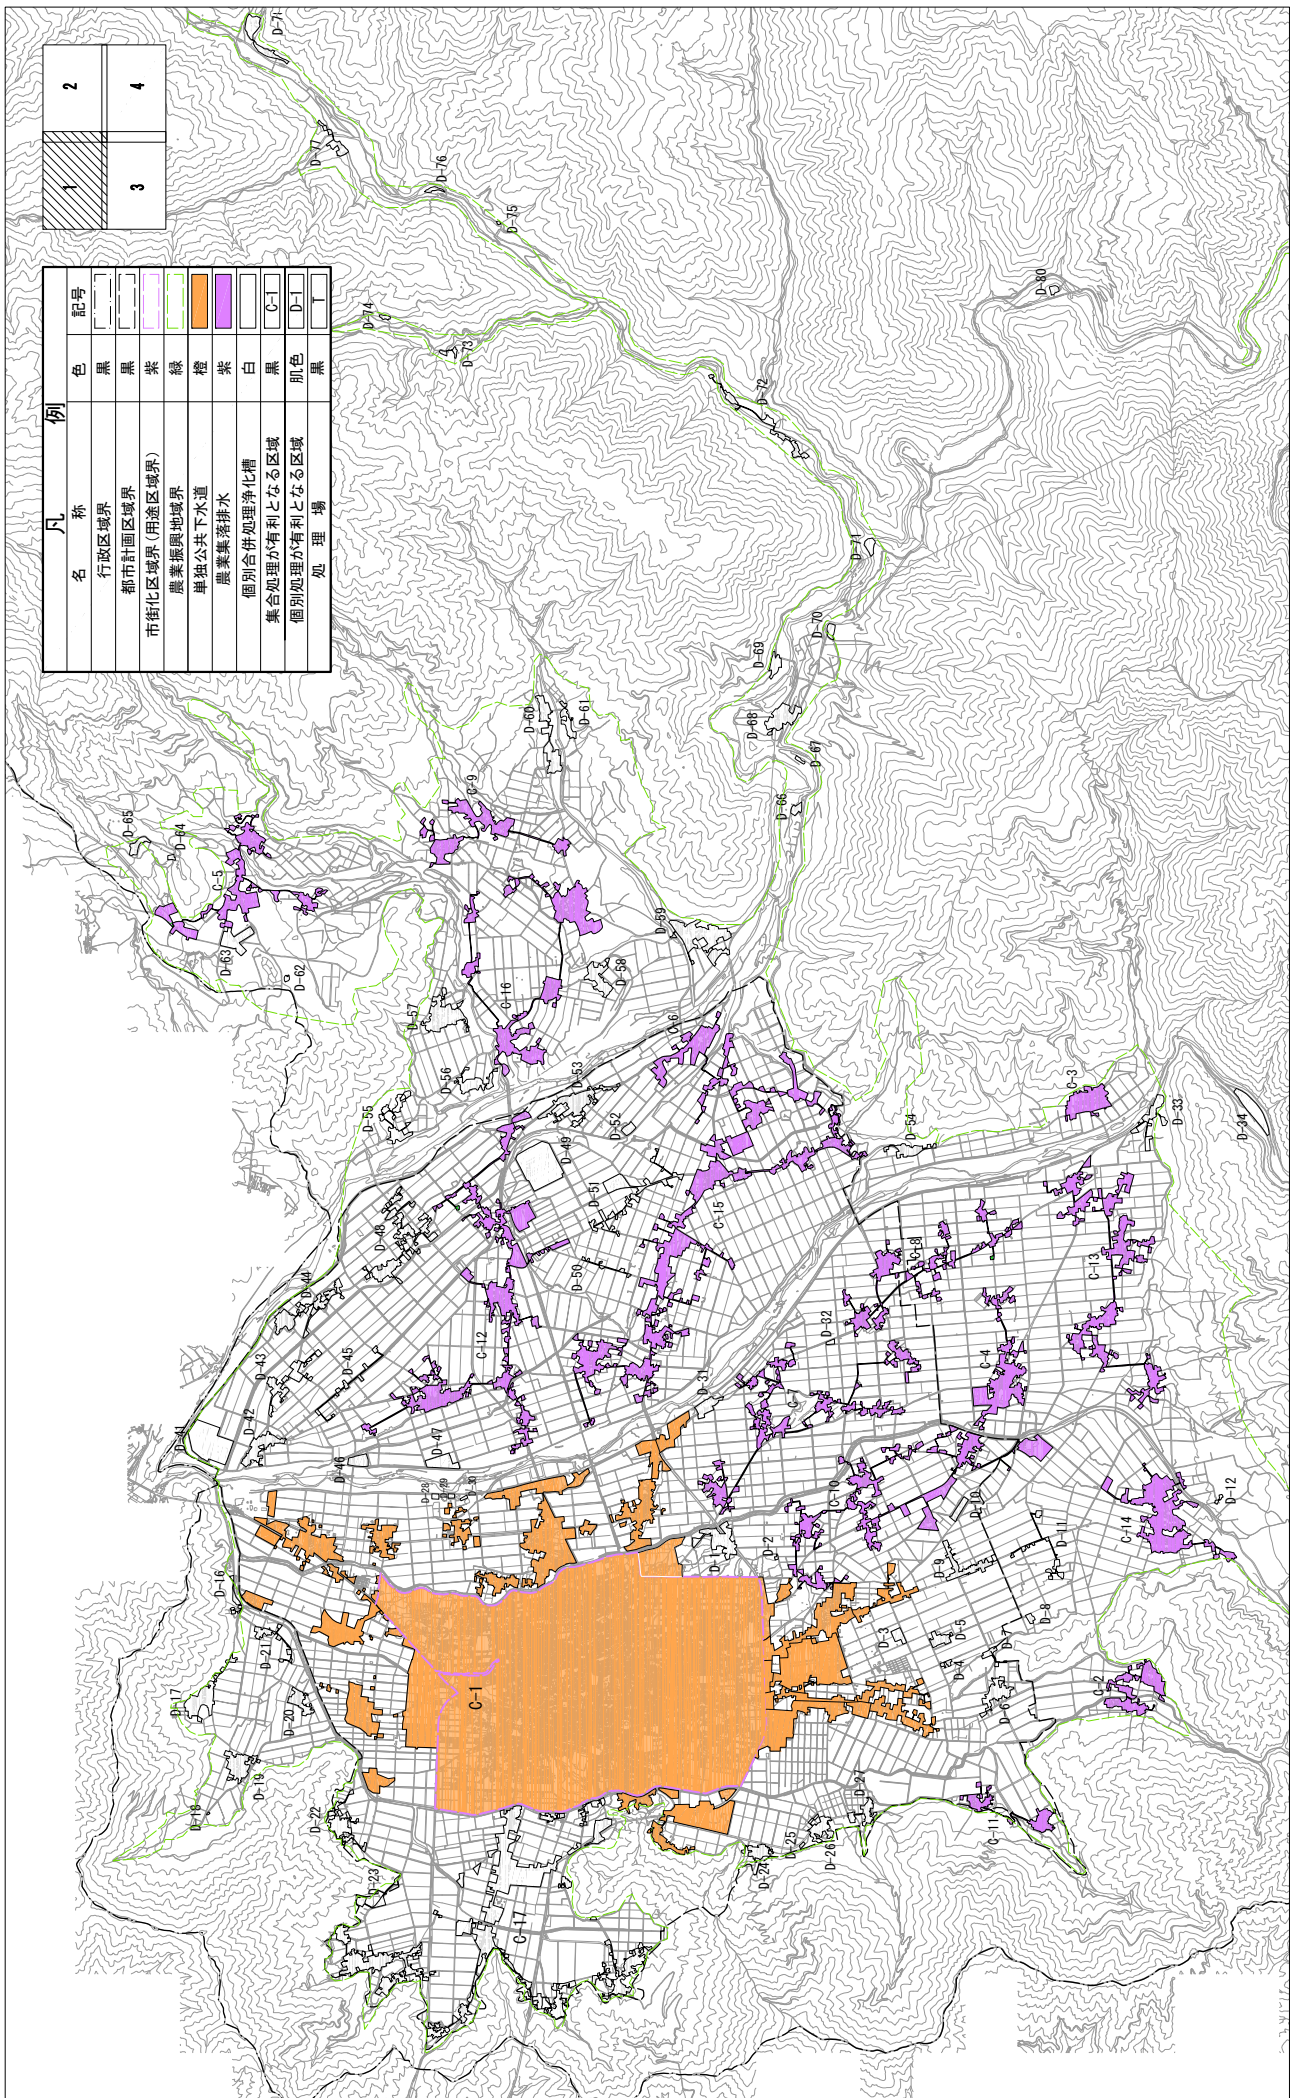 1
2
3
4
凡 例
名 称 色 記号
行政区域界 黒
都市計画区域界 黒
市街化区域界(用途区域界) 紫
農業振興地域界 緑
単独公共下水道 橙
農業集落排水 紫
個別合併処理浄化槽 白
集合処理が有利となる区域 黒 C-1
個別処理が有利となる区域 肌色 D-1
処 理 場 黒 T
D-71
D-77
D-76
D-75
D-74
D-73
D-72
D-80
D-71
D-70
D-69
D-68
D-67
D-66
D-65
D-64
C-5
D-63
D-62
C-9
D-60
D-61
D-59
D-58
D-57
C-16
D-56
D-55
D-53
D-52
C-6
D-49
D-54
C-3
D-33
D-34
D-51
C-15
D-48
D-50
D-44
C-12
D-43
D-45
D-42
D-41
D-46
D-47
D-31
D-32
C-8
C-13
C-4
C-7
D-28
D-29
D-30
C-10
D-10
D-12
C-14
D-11
D-1
D-2
D-9
D-8
D-3
D-5
D-4
D-7
D-6
C-2
D-16
D-21
D-17
D-20
D-19
D-18
C-1
D-22
D-23
C-17
D-27
D-25
D-26
D-24
C-11